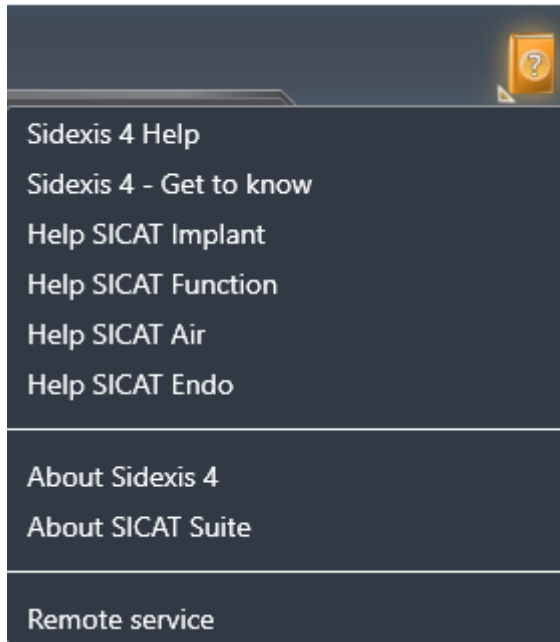 ?
Sidexis 4 Help
Sidexis 4 - Get to know
Help SICAT Implant
Help SICAT Function
Help SICAT Air
Help SICAT Endo
About Sidexis 4
About SICAT Suite
Remote service